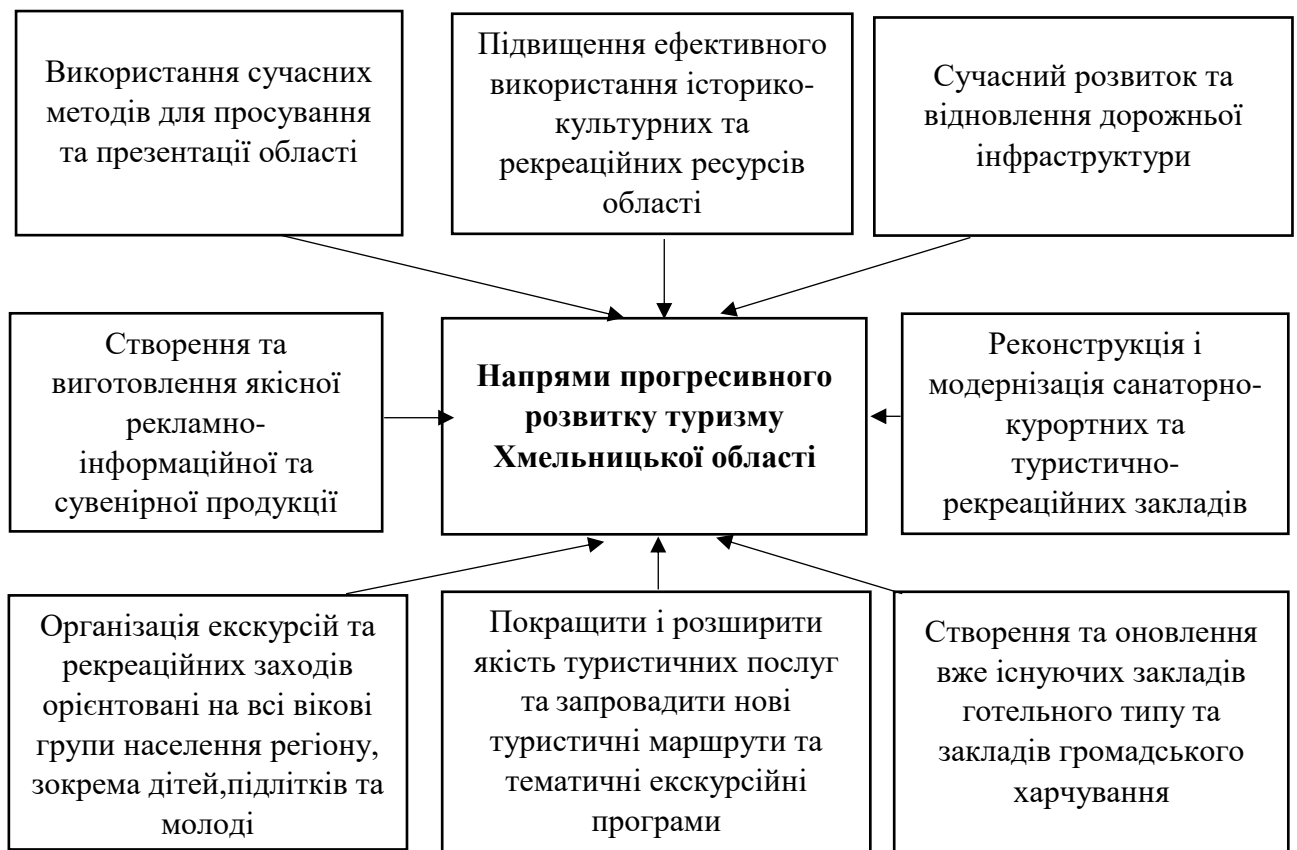 Використання сучасних
методів для просування
та презентації області
Підвищення ефективного
використання історико-
культурних та
рекреаційних ресурсів
області
Сучасний розвиток та
відновлення дорожньої
інфраструктури
Створення та
виготовлення якісної
рекламно-
інформаційної та
сувенірної продукції
Напрями прогресивного
розвитку туризму
Хмельницької області
Реконструкція і
модернізація санаторно-
курортних та
туристично-
рекреаційних закладів
Організація екскурсій та
рекреаційних заходів
орієнтовані на всі вікові
групи населення регіону,
зокрема дітей,підлітків та
молоді
Покращити і розширити
якість туристичних послуг
та запровадити нові
туристичні маршрути та
тематичні екскурсійні
програми
Створення та оновлення
вже існуючих закладів
готельного типу та
закладів громадського
харчування